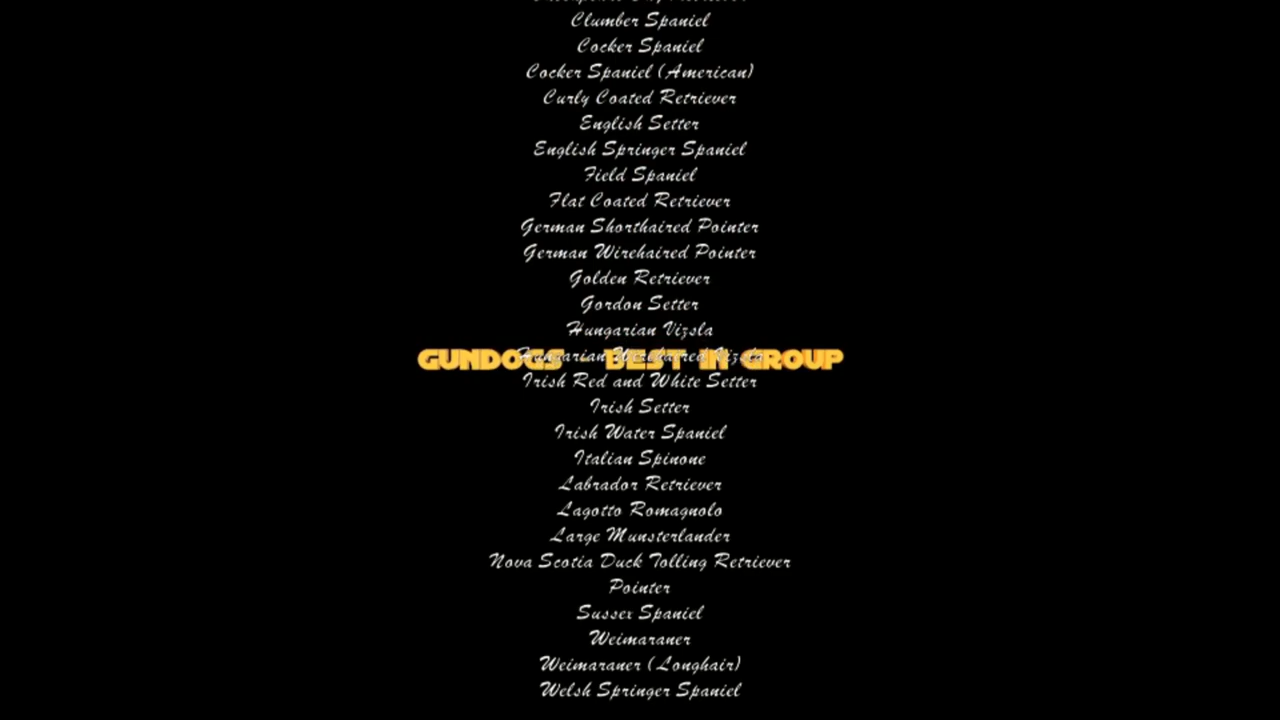 Clumber Spaniel
Cocker Spaniel
Cocker Spaniel (American)
Curly Coated Retriever
English Setter
English Springer Spaniel
Field Spaniel
Flat Coated Retriever
German Shorthaired Pointer
German Wirehaired Pointer
Golden Retriever
Gordon Setter
Hungarian Vizsla
Hungarian Wirehaired Vizsla
GUNDOGS - BEST IN GROUP
Irish Red and White Setter
Irish Setter
Irish Water Spaniel
Italian Spinone
Labrador Retriever
Lagotto Romagnolo
Large Munsterlander
Nova Scotia Duck Tolling Retriever
Pointer
Sussex Spaniel
Weimaraner
Weimaraner (Longhair)
Welsh Springer Spaniel